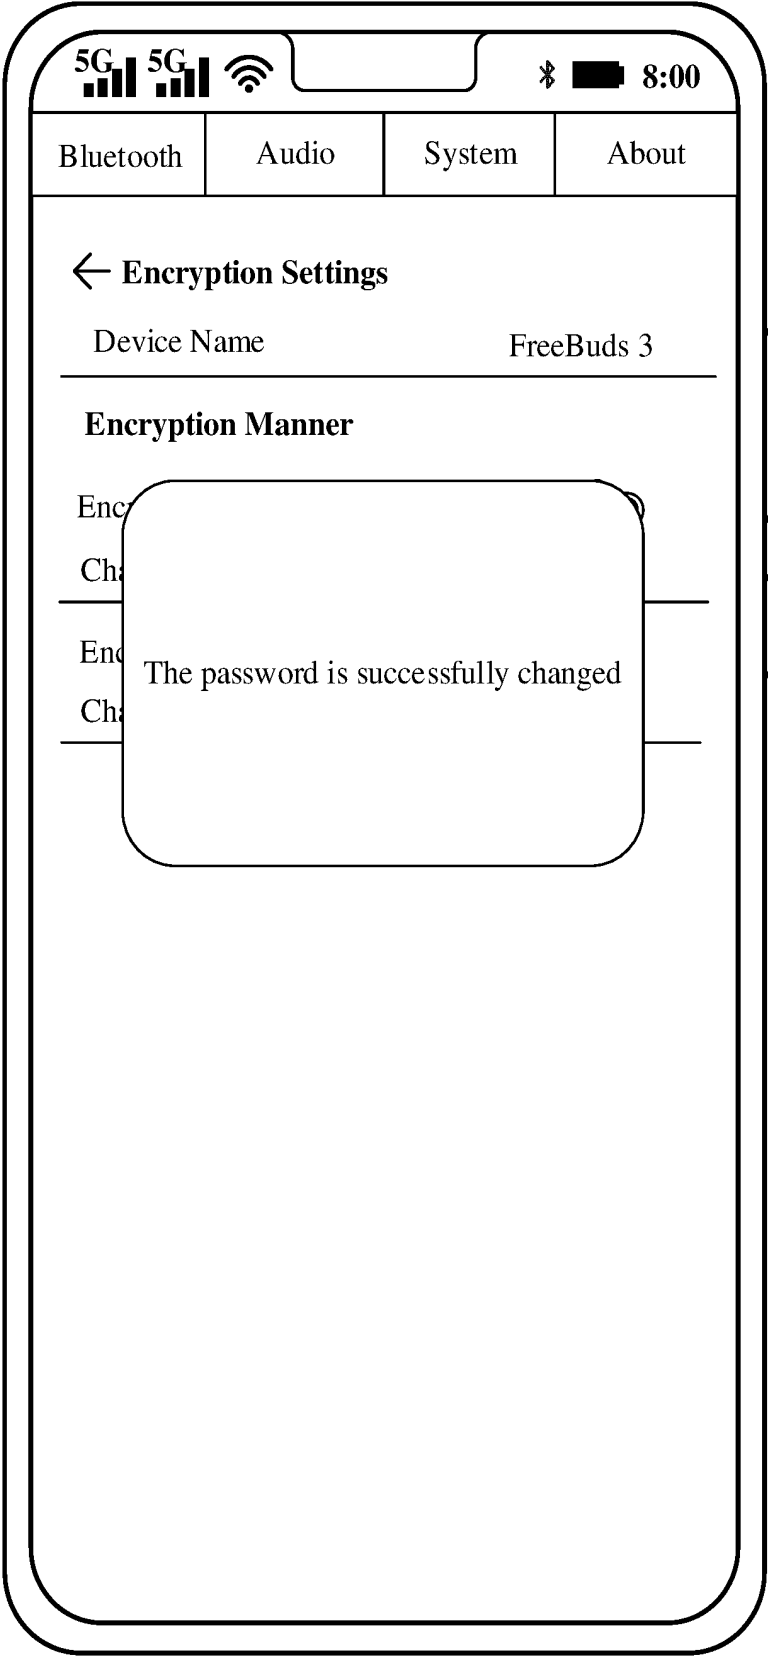 5G 5G 8:00
Bluetooth Audio System About
Encryption Settings
Device Name FreeBuds 3
Encryption Manner
The password is successfully changed